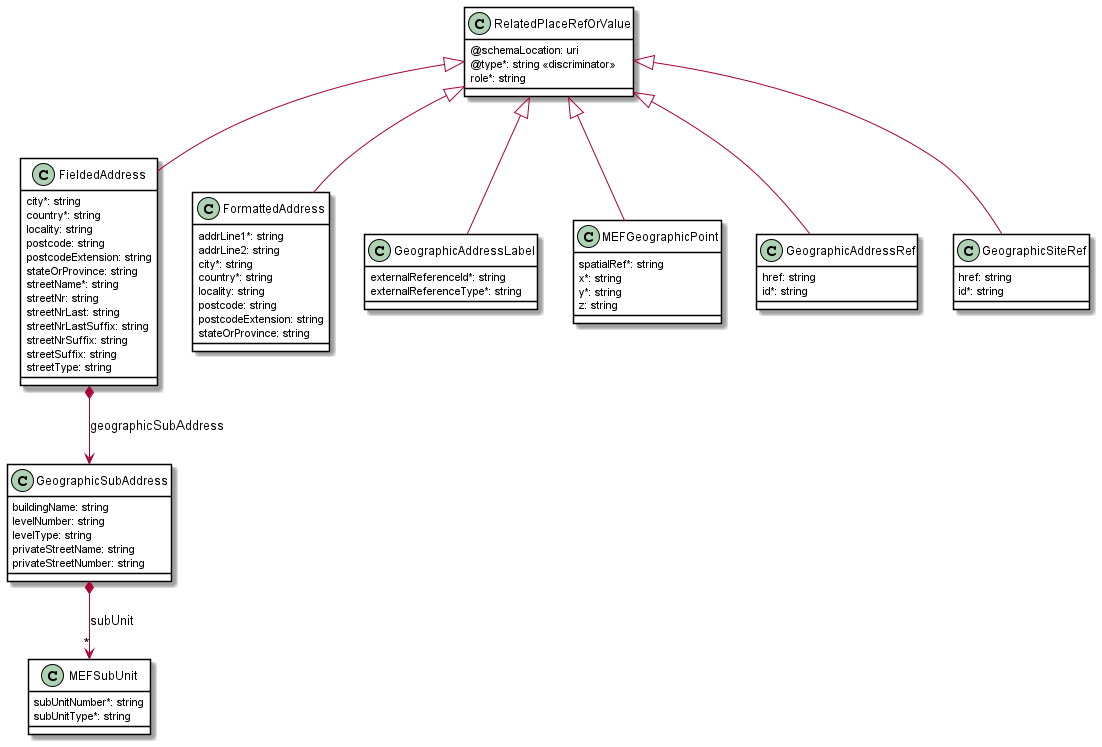 C RelatedPlaceRefOrValue
@schemaLocation: uri
@type*: string «discriminator»
role*: string
C FieldedAddress
city*: string
country*: string
locality: string
postcode: string
postcodeExtension: string
stateOrProvince: string
streetName*: string
streetNr: string
streetNrLast: string
streetNrLastSuffix: string
streetNrSuffix: string
streetSuffix: string
streetType: string
C FormattedAddress
addrLine1*: string
addrLine2: string
city*: string
country*: string
locality: string
postcode: string
postcodeExtension: string
stateOrProvince: string
C GeographicAddressLabel
externalReferenceId*: string
externalReferenceType*: string
C MEFGeographicPoint
spatialRef*: string
x*: string
y*: string
z: string
C GeographicAddressRef
href: string
id*: string
C GeographicSiteRef
href: string
id*: string
geographicSubAddress
C GeographicSubAddress
buildingName: string
levelNumber: string
levelType: string
privateStreetName: string
privateStreetNumber: string
subUnit
*
C MEFSubUnit
subUnitNumber*: string
subUnitType*: string